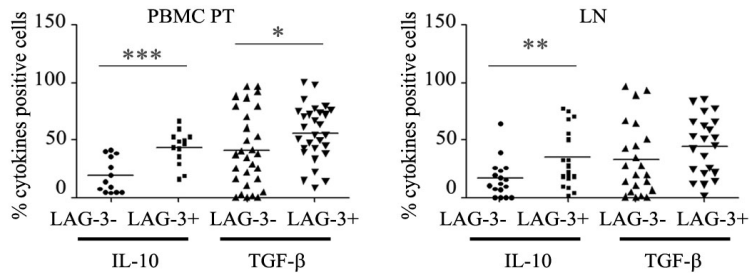 PBMC PT
% cytokines positive cells
150
100
50
0
***
*
LAG-3- LAG-3+ LAG-3- LAG-3+
IL-10 TGF-β
LN
% cytokines positive cells
150
100
50
0
**
LAG-3- LAG-3+ LAG-3- LAG-3+
IL-10 TGF-β